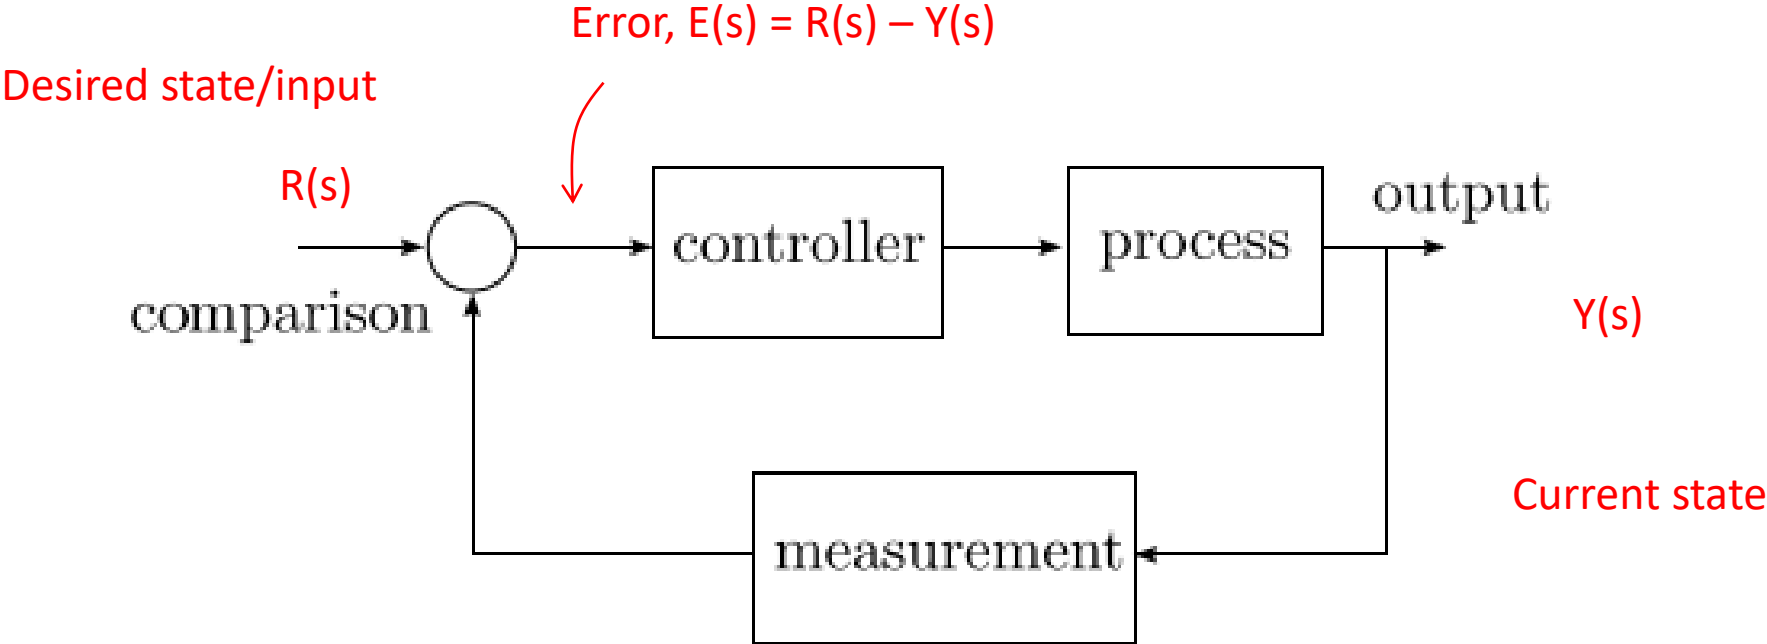 Error, E(s) = R(s) – Y(s)
Desired state/input
R(s)
output
controller
process
comparison
Y(s)
Current state
measurement